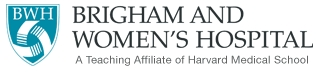 BWH
BRIGHAM AND
WOMEN'S HOSPITAL
A Teaching Affiliate of Harvard Medical School